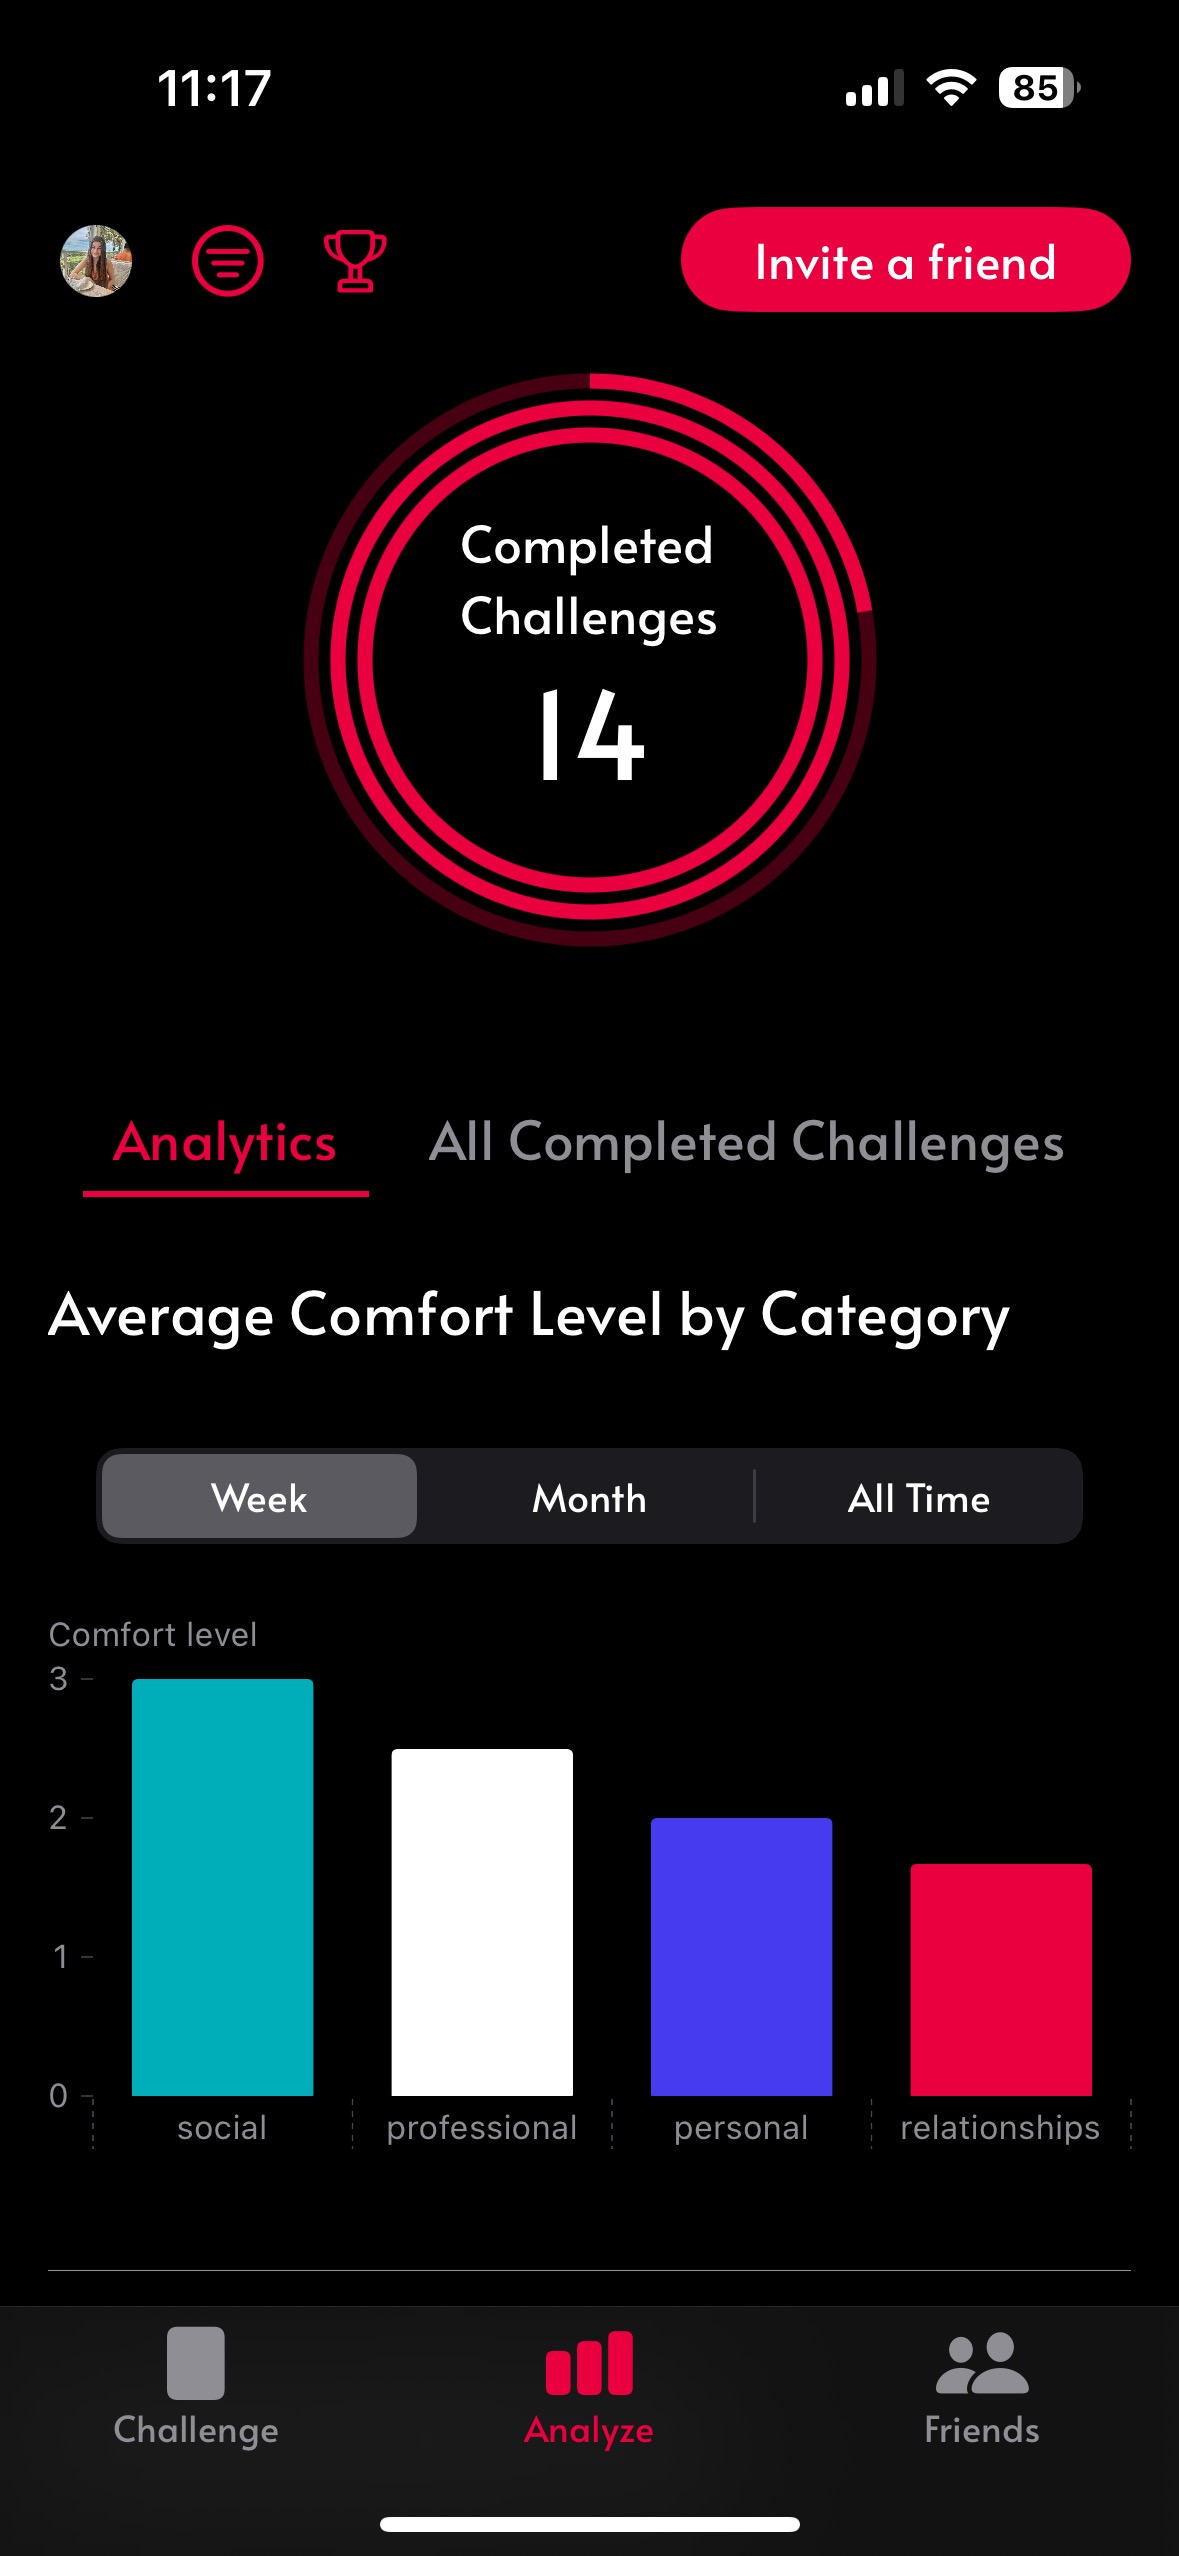 11:17
85
Invite a friend
Completed
Challenges
14
Analytics All Completed Challenges
Average Comfort Level by Category
Week Month All Time
Comfort level
3
2
1
0
social professional personal relationships
Challenge Analyze Friends